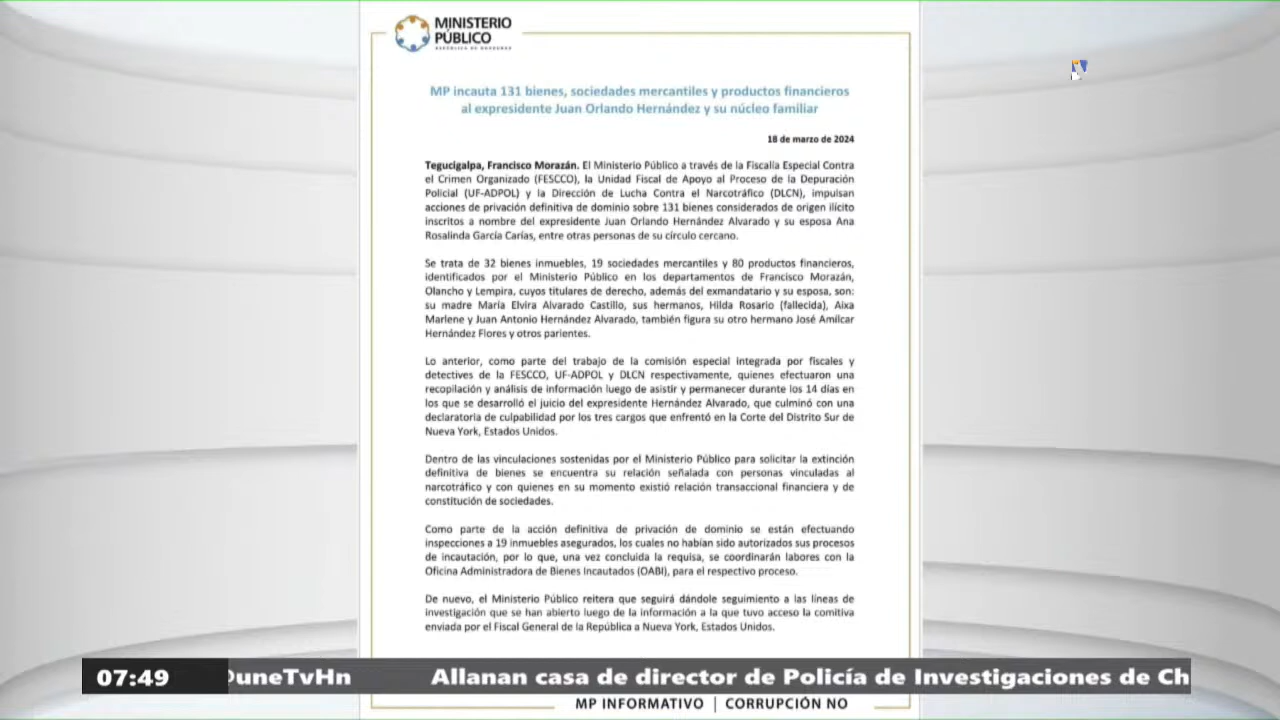 MINISTERIO
PÚBLICO
REPÚBLICA DE HONDURAS
MP incauta 131 bienes, sociedades mercantiles y productos financieros
al expresidente Juan Orlando Hernández y su núcleo familiar
18 de marzo de 2024
Tegucigalpa, Francisco Morazán. El Ministerio Público a través de la Fiscalía Especial Contra
el Crimen Organizado (FESCCO), la Unidad Fiscal de Apoyo al Proceso de la Depuración
Policial (UF-ADPOL) y la Dirección de Lucha Contra el Narcotráfico (DLCN), impulsan
acciones de privación definitiva de dominio sobre 131 bienes considerados de origen ilícito
inscritos a nombre del expresidente Juan Orlando Hernández Alvarado y su esposa Ana
Rosalinda García Carías, entre otras personas de su círculo cercano.
Se trata de 32 bienes inmuebles, 19 sociedades mercantiles y 80 productos financieros,
identificados por el Ministerio Público en los departamentos de Francisco Morazán,
Olancho y Lempira, cuyos titulares de derecho, además del exmandatario y su esposa, son:
su madre María Elvira Alvarado Castillo, sus hermanos, Hilda Rosario (fallecida), Aixa
Marlene y Juan Antonio Hernández Alvarado, también figura su otro hermano José Amílcar
Hernández Flores y otros parientes.
Lo anterior, como parte del trabajo de la comisión especial integrada por fiscales y
detectives de la FESCCO, UF-ADPOL y DLCN respectivamente, quienes efectuaron una
recopilación y análisis de información luego de asistir y permanecer durante los 14 días en
los que se desarrolló el juicio del expresidente Hernández Alvarado, que culminó con una
declaratoria de culpabilidad por los tres cargos que enfrentó en la Corte del Distrito Sur de
Nueva York, Estados Unidos.
Dentro de las vinculaciones sostenidas por el Ministerio Público para solicitar la extinción
definitiva de bienes se encuentra su relación señalada con personas vinculadas al
narcotráfico y con quienes en su momento existió relación transaccional financiera y de
constitución de sociedades.
Como parte de la acción definitiva de privación de dominio se están efectuando
inspecciones a 19 inmuebles asegurados, los cuales no habían sido autorizados sus procesos
de incautación, por lo que, una vez concluida la requisa, se coordinarán labores con la
Oficina Administradora de Bienes Incautados (OABI), para el respectivo proceso.
De nuevo, el Ministerio Público reitera que seguirá dándole seguimiento a las líneas de
investigación que se han abierto luego de la información a la que tuvo acceso la comitiva
enviada por el Fiscal General de la República a Nueva York, Estados Unidos.
07:49 uneTvHn Allanan casa de director de Policía de Investigaciones de Ch
MP INFORMATIVO | CORRUPCIÓN NO